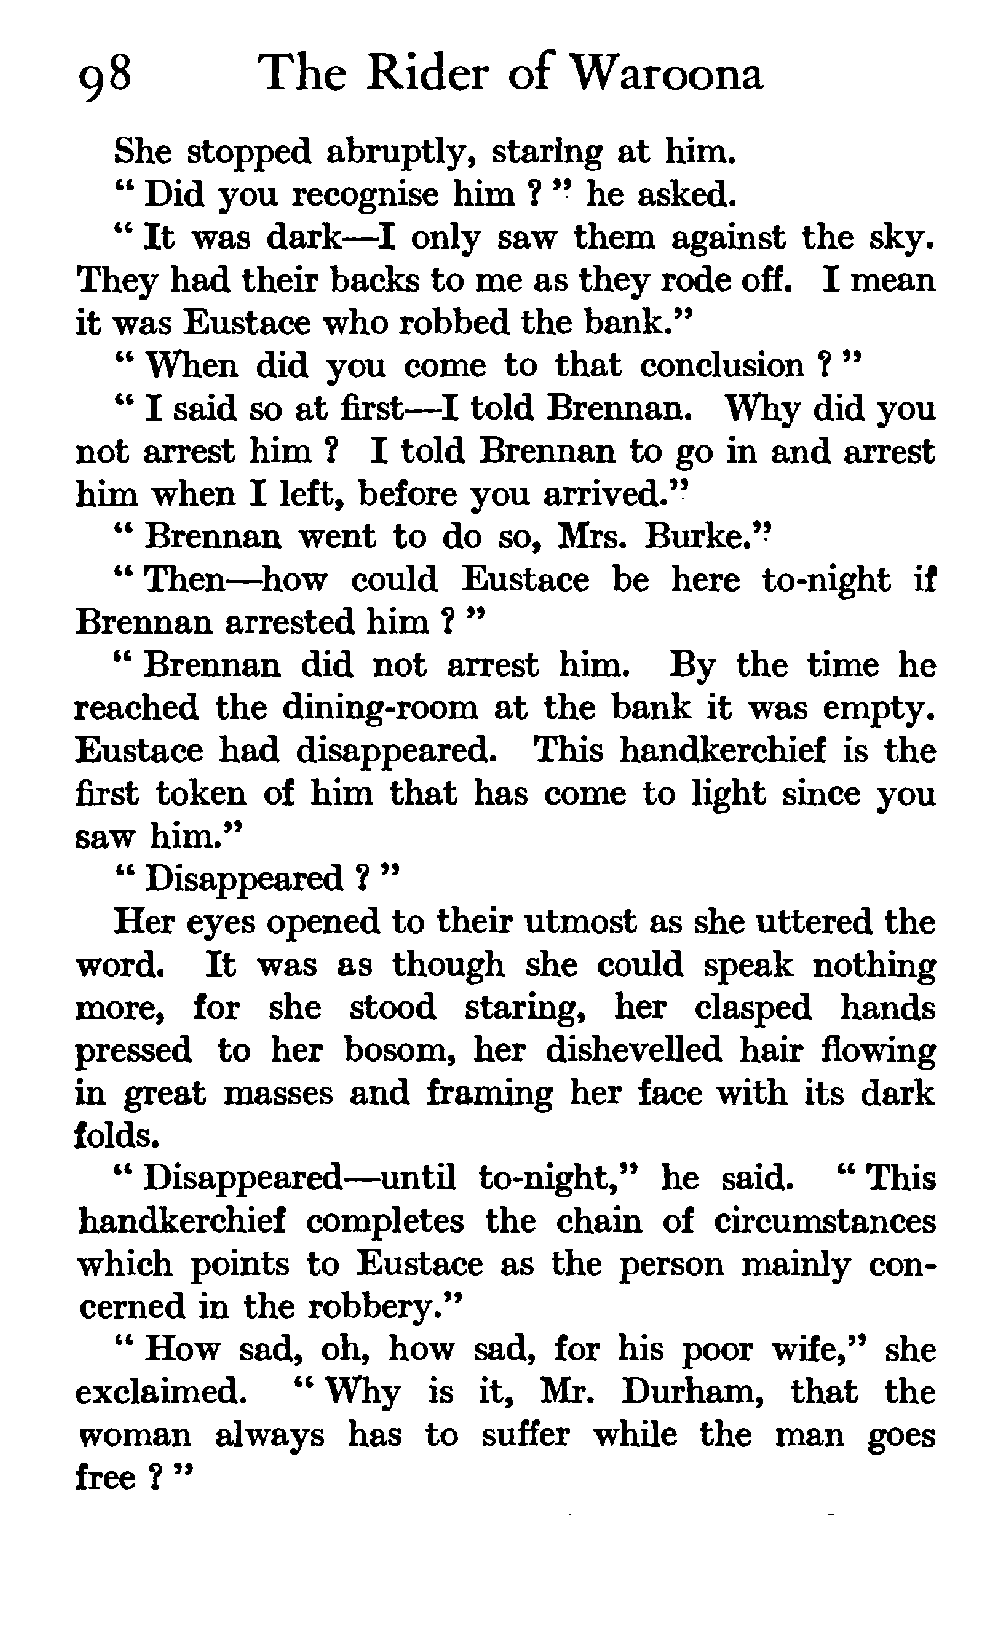 98 The Rider of Waroona
She stopped abruptly, staring at him.
“ Did you recognise him ? ” he asked.
“ It was dark—I only saw them against the sky.
They had their backs to me as they rode off. I mean
it was Eustace who robbed the bank.”
“ When did you come to that conclusion ? ”
“ I said so at first—I told Brennan. Why did you
not arrest him ? I told Brennan to go in and arrest
him when I left, before you arrived.”
“ Brennan went to do so, Mrs. Burke.”
“ Then—how could Eustace be here to-night if
Brennan arrested him ? ”
“ Brennan did not arrest him. By the time he
reached the dining-room at the bank it was empty.
Eustace had disappeared. This handkerchief is the
first token of him that has come to light since you
saw him.”
“ Disappeared ? ”
Her eyes opened to their utmost as she uttered the
word. It was as though she could speak nothing
more, for she stood staring, her clasped hands
pressed to her bosom, her dishevelled hair flowing
in great masses and framing her face with its dark
folds.
“ Disappeared—until to-night,” he said. “ This
handkerchief completes the chain of circumstances
which points to Eustace as the person mainly con-
cerned in the robbery.”
“ How sad, oh, how sad, for his poor wife,” she
exclaimed. “ Why is it, Mr. Durham, that the
woman always has to suffer while the man goes
free ? ”